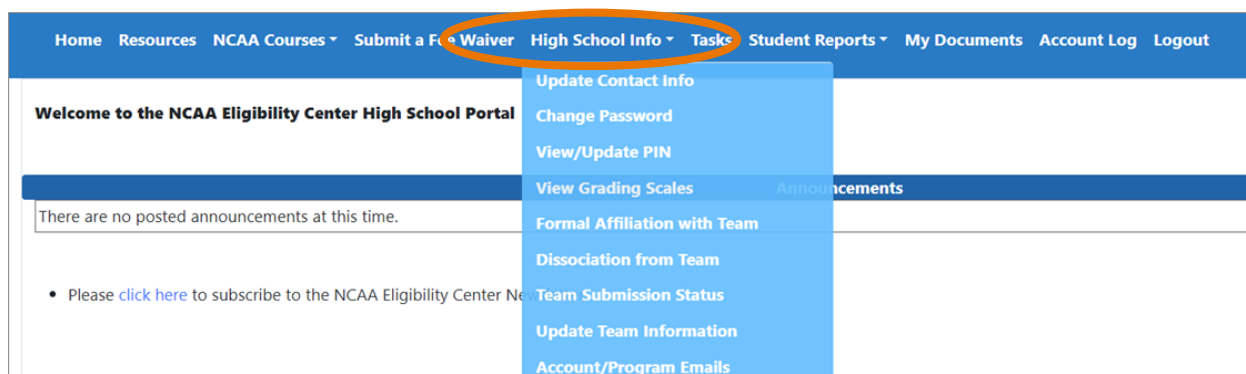 Home Resources NCAA Courses Submit a Fee Waiver High School Info Tasks Student Reports My Documents Account Log Logout
Update Contact Info
Welcome to the NCAA Eligibility Center High School Portal
Change Password
View/Update PIN
View Grading Scales
Announcements
There are no posted announcements at this time.
Formal Affiliation with Team
Dissociation from Team
Please click here to subscribe to the NCAA Eligibility Center
Team Submission Status
Update Team Information
Account/Program Emails